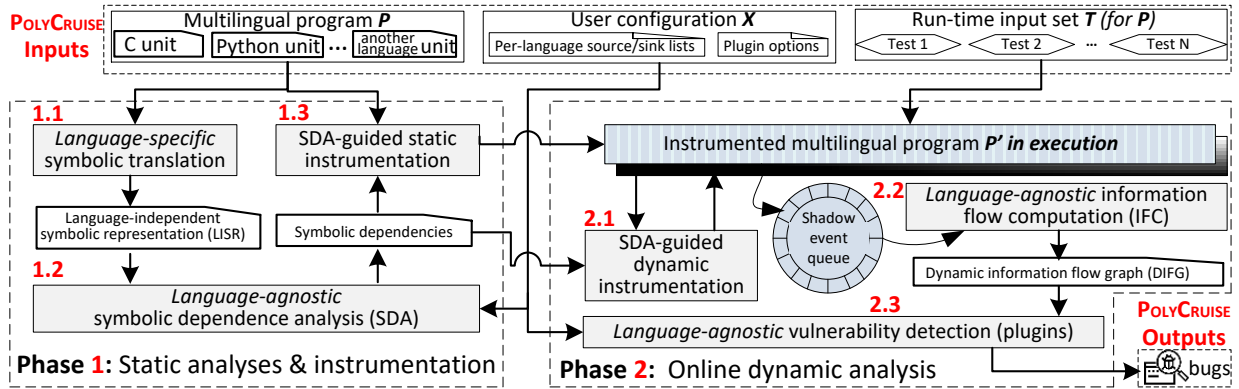 POLYCRUISE
Inputs
Multilingual program P
C unit
Python unit
...
another language unit
User configuration X
Per-language source/sink lists
Plugin options
Run-time input set T (for P)
Test 1
Test 2
...
Test N
1.1
Language-specific
symbolic translation
1.3
SDA-guided static
instrumentation
Language-independent
symbolic representation (LISR)
Symbolic dependencies
1.2
Language-agnostic
symbolic dependence analysis (SDA)
Phase 1: Static analyses & instrumentation
Instrumented multilingual program P' in execution
2.1
SDA-guided
dynamic
instrumentation
Shadow
event
queue
2.2
Language-agnostic information
flow computation (IFC)
Dynamic information flow graph (DIFG)
2.3
Language-agnostic vulnerability detection (plugins)
Phase 2: Online dynamic analysis
POLYCRUISE
Outputs
bugs